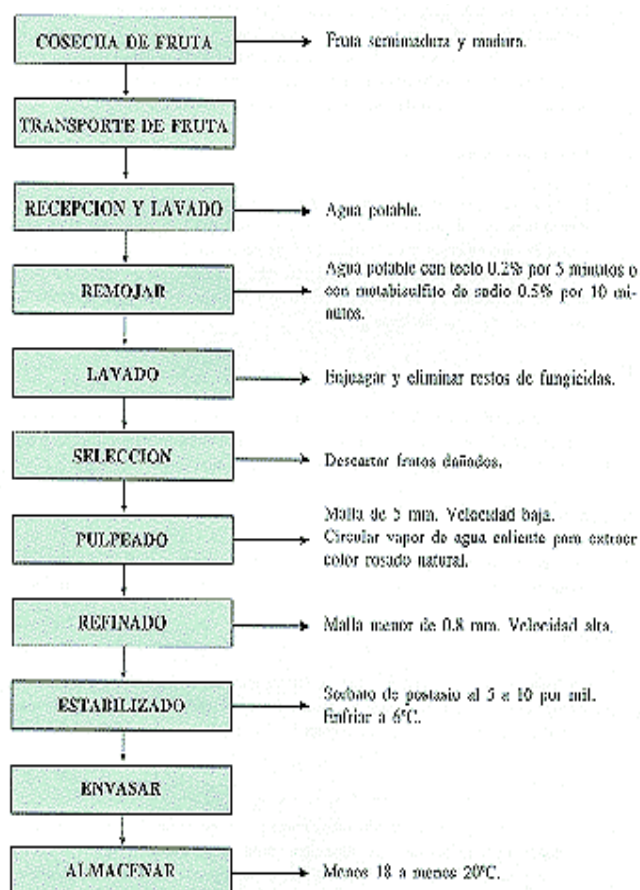 COSECHA DE FRUTA
Fruta semimadura y madura.
TRANSPORTE DE FRUTA
RECEPCION Y LAVADO
Agua potable.
REMOJAR
Agua potable con tecto 0.2% por 5 minutos o
con metabisulfito de sodio 0.5% por 10 mi-
nutos.
LAVADO
Enjuagar y eliminar restos de fungicidas.
SELECCION
Descartar frutos dañados.
PULPEADO
Malla de 5 mm. Velocidad baja.
Circular vapor de agua caliente para extraer
color rosado natural.
REFINADO
Malla menor de 0.8 mm. Velocidad alta.
ESTABILIZADO
Sorbato de postasio al 5 a 10 por mil.
Enfriar a 6°C.
ENVASAR
ALMACENAR
Menos 18 a menos 20°C.